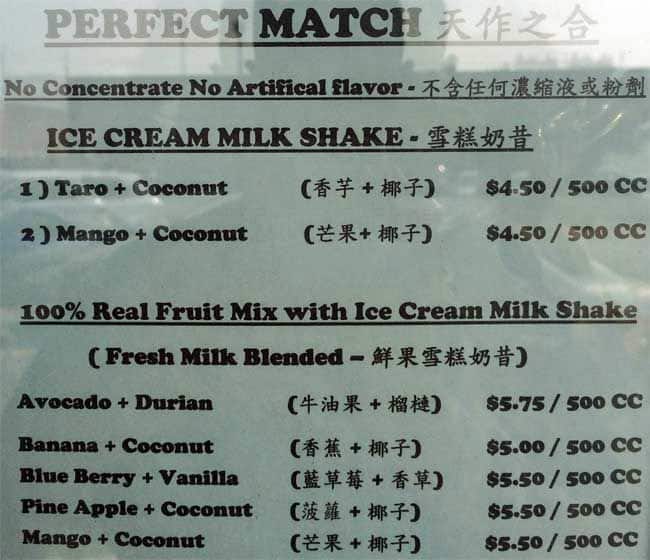 PERFECT MATCH 天作之合
No Concentrate No Artifical flavor - 不含任何濃縮液或粉劑
ICE CREAM MILK SHAKE - 雪糕奶昔
1 ) Taro + Coconut (香芋 + 椰子) $4.50 / 500 CC
2 ) Mango + Coconut (芒果+ 椰子) $4.50 / 500 CC
100% Real Fruit Mix with Ice Cream Milk Shake
( Fresh Milk Blended – 鮮果雪糕奶昔)
Avocado + Durian (牛油果 + 榴槤) $5.75 / 500 CC
Banana + Coconut (香蕉 + 椰子) $5.00 / 500 CC
Blue Berry + Vanilla (藍草莓 + 香草) $5.50 / 500 CC
Pine Apple + Coconut (菠蘿 + 椰子) $5.50 / 500 CC
Mango + Coconut (芒果 + 椰子) $5.50 / 500 CC